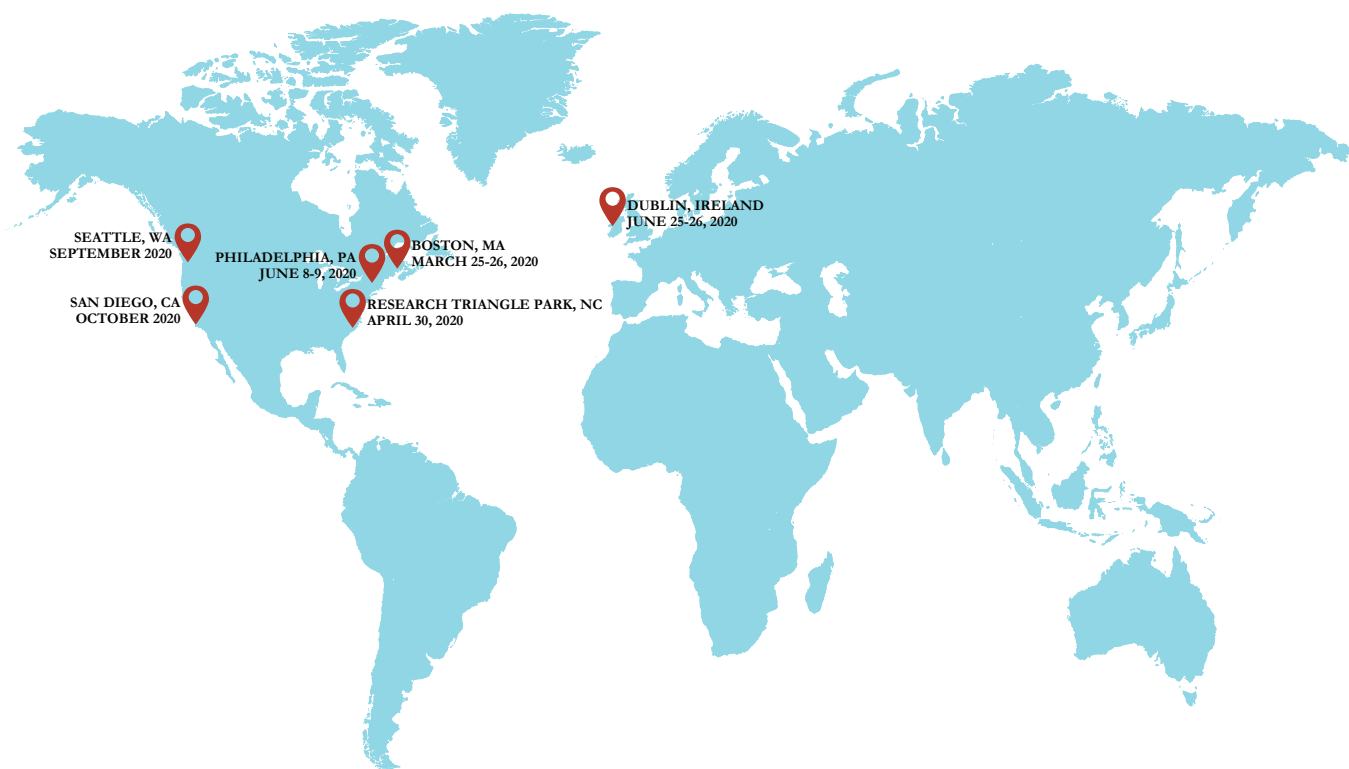 DUBLIN, IRELAND
JUNE 25-26, 2020
SEATTLE, WA
SEPTEMBER 2020
PHILADELPHIA, PA
JUNE 8-9, 2020
BOSTON, MA
MARCH 25-26, 2020
SAN DIEGO, CA
OCTOBER 2020
RESEARCH TRIANGLE PARK, NC
APRIL 30, 2020